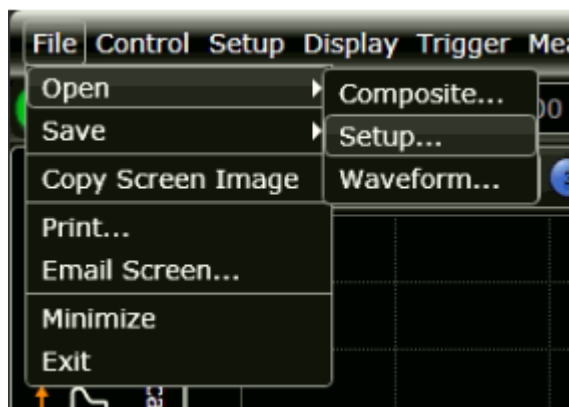 File Control Setup Display Trigger
Open
Composite...
Save
Setup...
Copy Screen Image
Waveform...
Print...
Email Screen...
Minimize
Exit